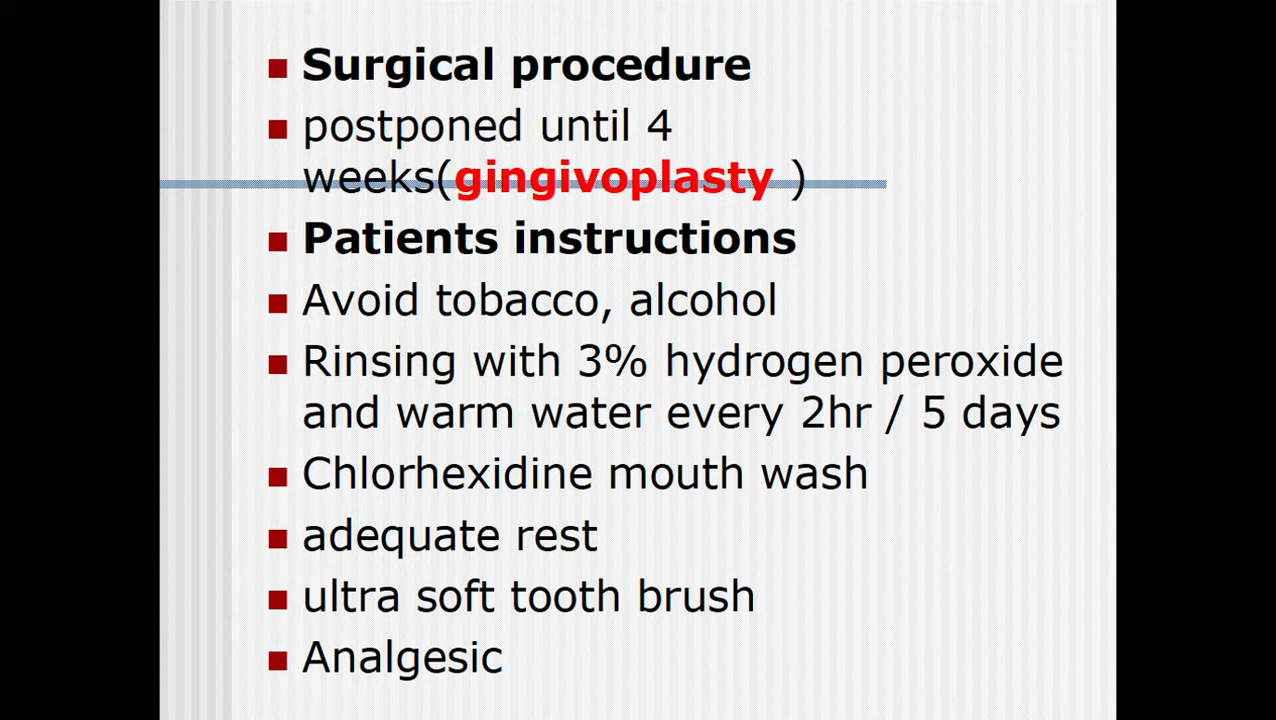 Surgical procedure
postponed until 4
weeks(gingivoplasty )
Patients instructions
Avoid tobacco, alcohol
Rinsing with 3% hydrogen peroxide
and warm water every 2hr / 5 days
Chlorhexidine mouth wash
adequate rest
ultra soft tooth brush
Analgesic